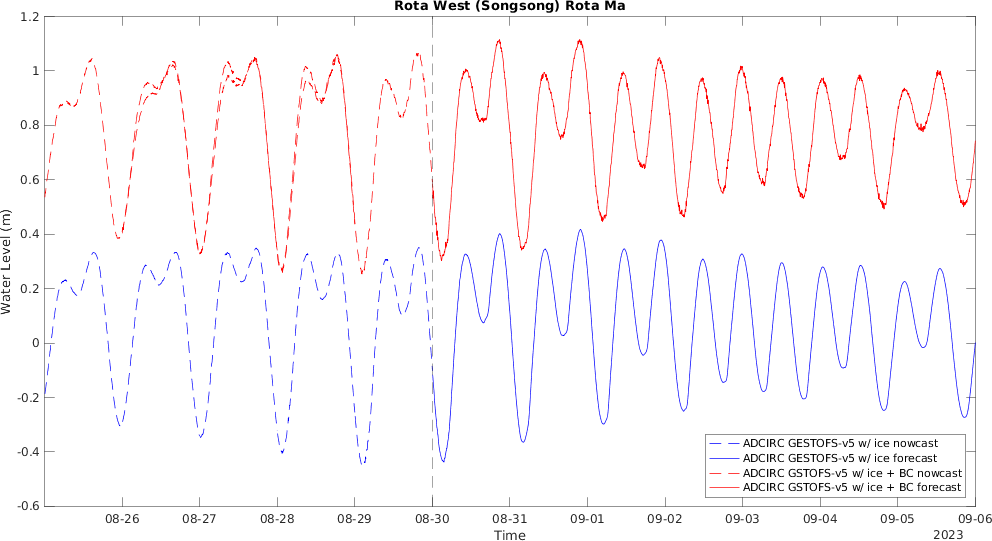 Rota West (Songsong) Rota Ma
Water Level (m)
1.2
1
0.8
0.6
0.4
0.2
0
-0.2
-0.4
-0.6
ADCIRC GESTOFS-v5 w/ ice nowcast
ADCIRC GESTOFS-v5 w/ ice forecast
ADCIRC GSTOFS-v5 w/ ice + BC nowcast
ADCIRC GSTOFS-v5 w/ ice + BC forecast
08-26 08-27 08-28 08-29 08-30 08-31 09-01 09-02 09-03 09-04 09-05 09-06
Time
2023